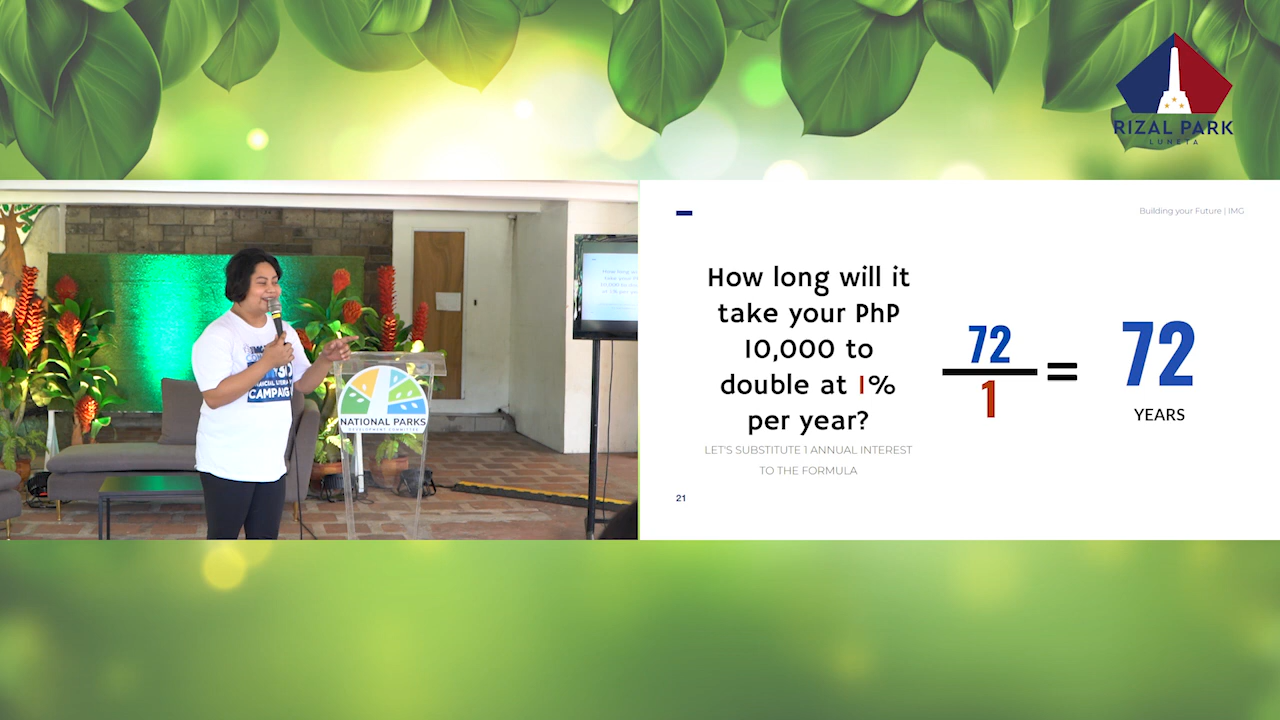 RIZAL PARK
LUNETA
Building your Future | IMG
How long will it
take your PhP
10,000 to
double at 1%
per year?
LET'S SUBSTITUTE 1 ANNUAL INTEREST
TO THE FORMULA
72
1
=
72
YEARS
21
CAMPAIGN
NATIONAL PARKS
DEVELOPMENT COMMITTEE